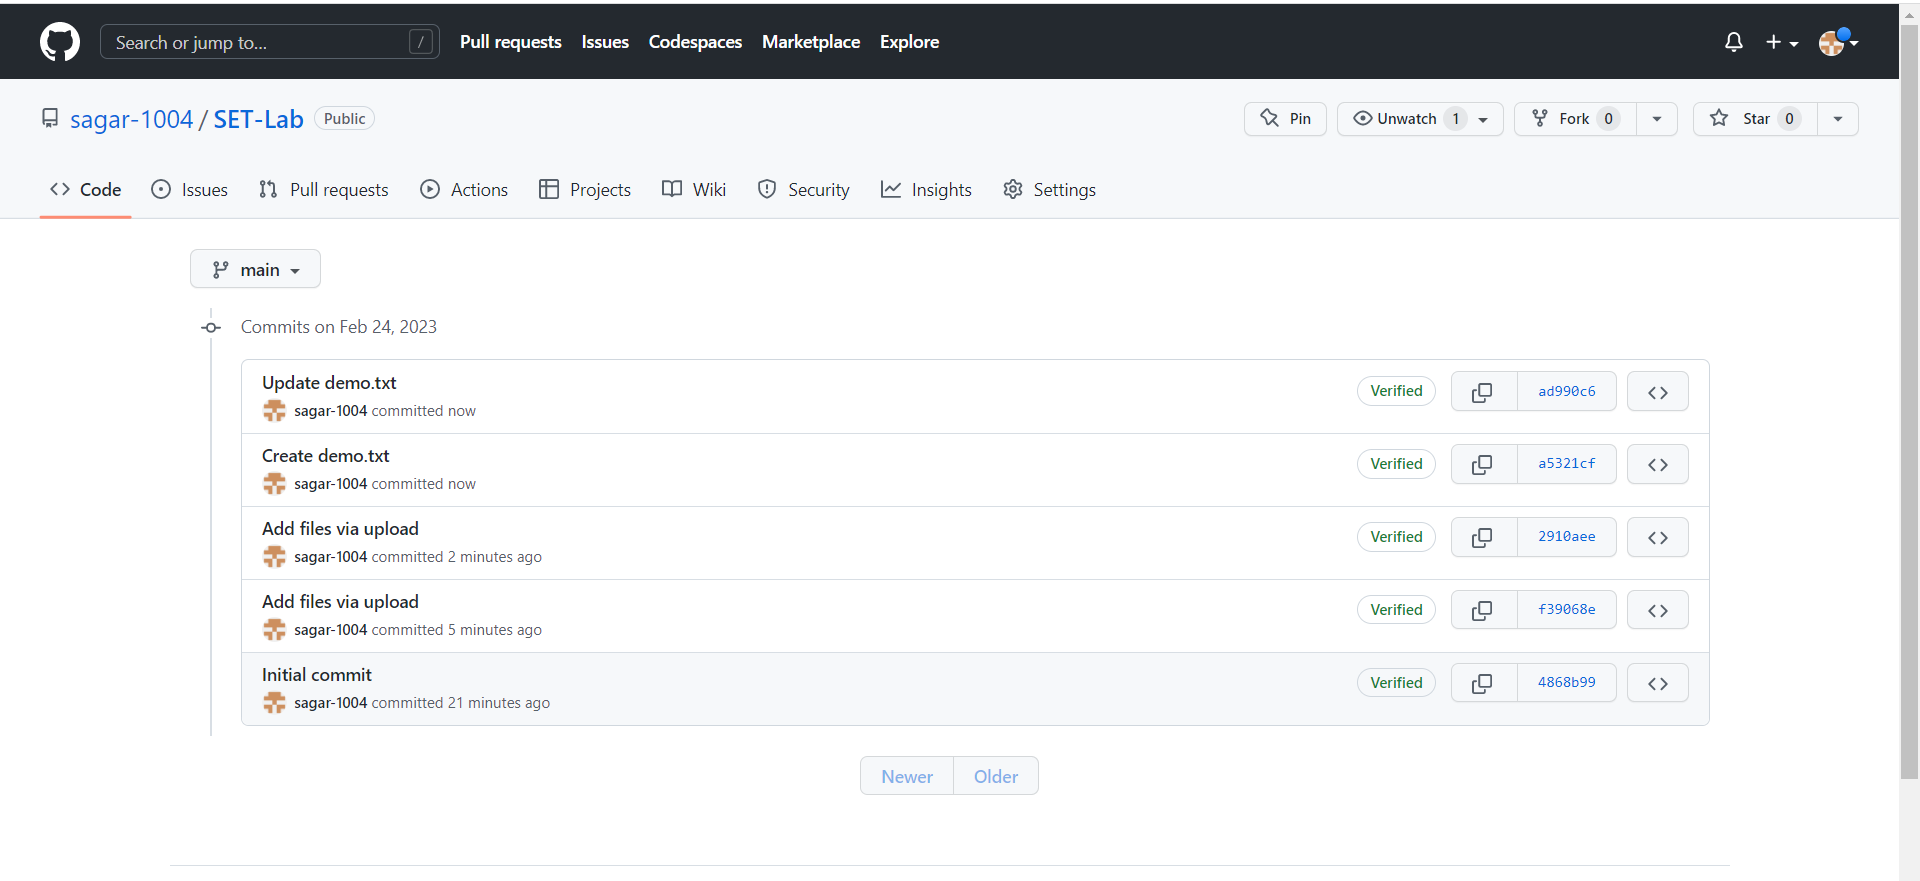 Search or jump to... / Pull requests Issues Codespaces Marketplace Explore
sagar-1004 / SET-Lab Public Pin Unwatch 1 Fork 0 Star 0
Code Issues Pull requests Actions Projects Wiki Security Insights Settings
main
Commits on Feb 24, 2023
Update demo.txt
sagar-1004 committed now
Verified ad990c6
Create demo.txt
sagar-1004 committed now
Verified a5321cf
Add files via upload
sagar-1004 committed 2 minutes ago
Verified 2910aee
Add files via upload
sagar-1004 committed 5 minutes ago
Verified f39068e
Initial commit
sagar-1004 committed 21 minutes ago
Verified 4868b99
Newer Older